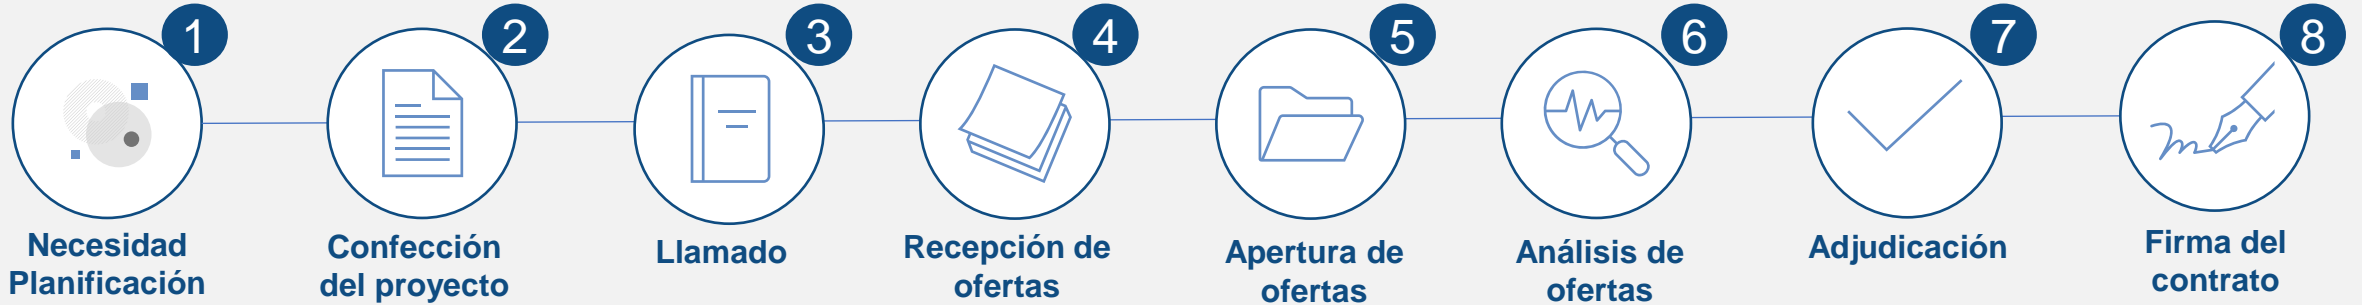 1
Necesidad
Planificación
2
Confección
del proyecto
3
Llamado
4
Recepción de
ofertas
5
Apertura de
ofertas
6
Análisis de
ofertas
7
Adjudicación
8
Firma del
contrato